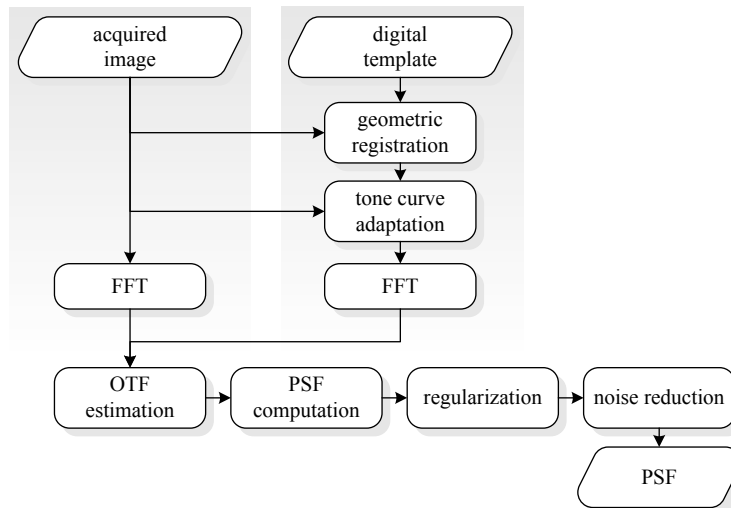 acquired
image
digital
template
geometric
registration
tone curve
adaptation
FFT
FFT
OTF
estimation
PSF
computation
regularization
noise reduction
PSF